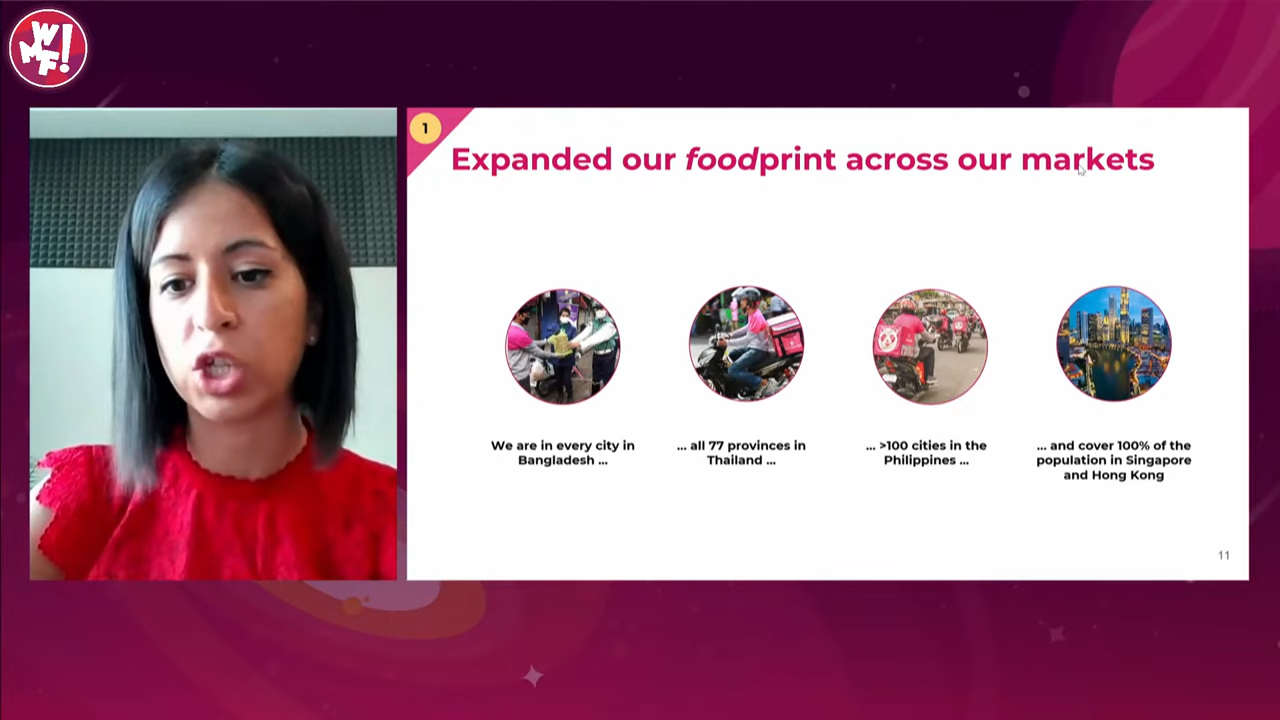 WMF!
1
Expanded our foodprint across our markets
We are in every city in
Bangladesh ...
... all 77 provinces in
Thailand ...
... >100 cities in the
Philippines ...
... and cover 100% of the
population in Singapore
and Hong Kong
11